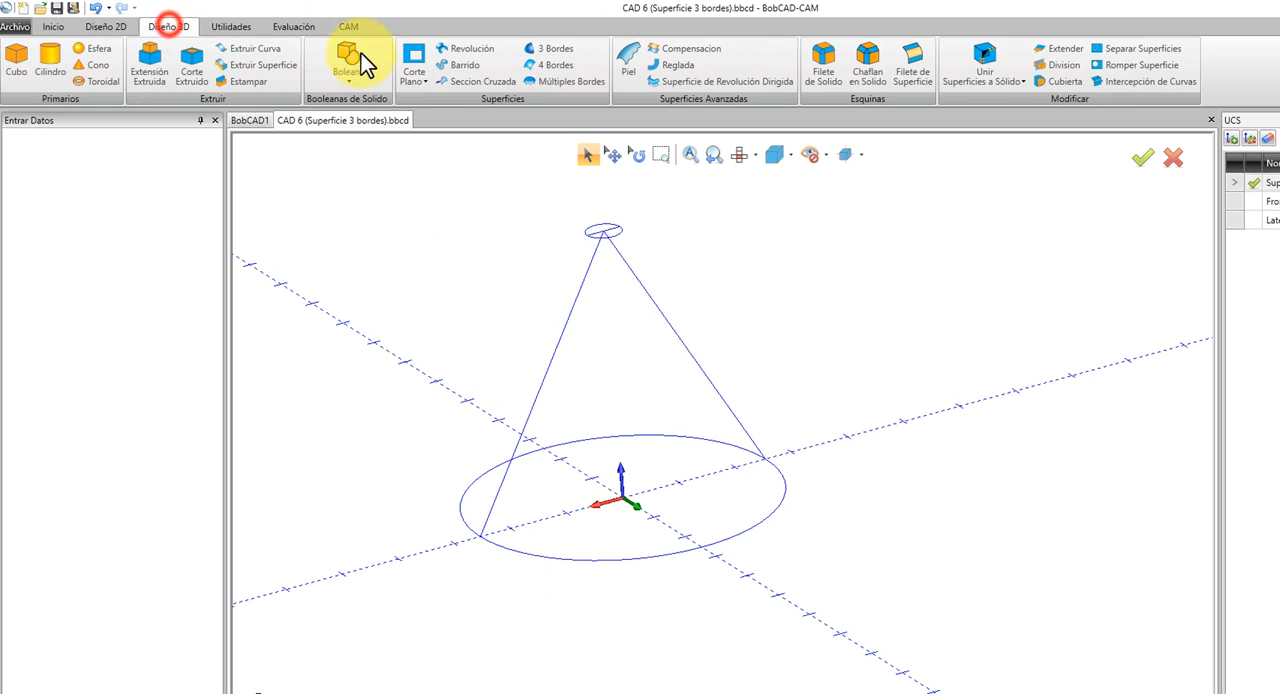 CAD 6 (Superficie 3 bordes).bbcd - BobCAD-CAM
Archivo Inicio Diseño 2D Diseño 3D Utilidades Evaluación CAM
Cubo
Cilindro
Esfera
Cono
Toroidal
Primarios
Extensión
Extruida
Corte
Extruido
Extruir Curva
Extruir Superficie
Estampar
Extruir
Booleanas de Solido
Corte
Plano
Revolución
Barrido
Seccion Cruzada
3 Bordes
4 Bordes
Múltiples Bordes
Superficies
Piel
Compensacion
Reglada
Superficie de Revolución Dirigida
Superficies Avanzadas
Filete
de Solido
Chaflan
en Solido
Filete de
Superficie
Esquinas
Unir
Superficies a Sólido
Extender
Division
Cubierta
Separar Superficies
Romper Superficie
Intercepción de Curvas
Modificar
Entrar Datos
BobCAD1 CAD 6 (Superficie 3 bordes).bbcd
UCS